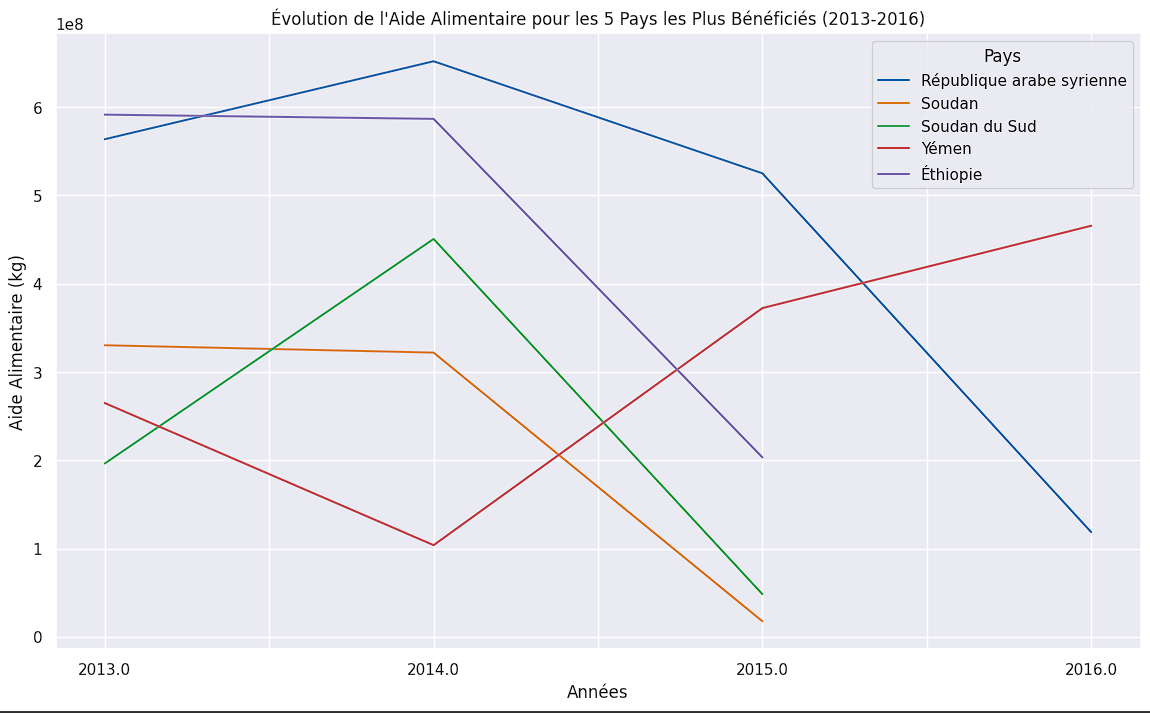 Évolution de l'Aide Alimentaire pour les 5 Pays les Plus Bénéficiés (2013-2016)
1e8
Pays
République arabe syrienne
Soudan
Soudan du Sud
Yémen
Éthiopie
6
5
4
3
2
1
0
Aide Alimentaire (kg)
2013.0 2014.0 2015.0 2016.0
Années